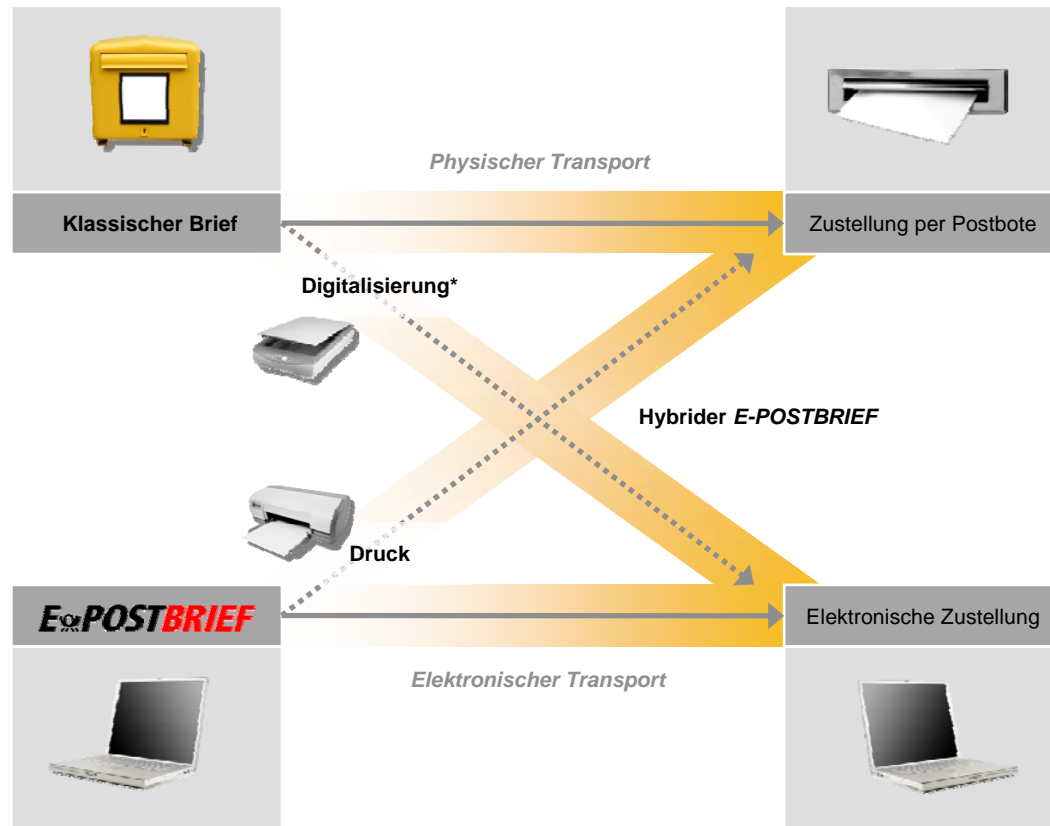 Physischer Transport
Klassischer Brief
Zustellung per Postbote
Digitalisierung*
Hybrider E-POSTBRIEF
Druck
E POSTBRIEF
Elektronische Zustellung
Elektronischer Transport